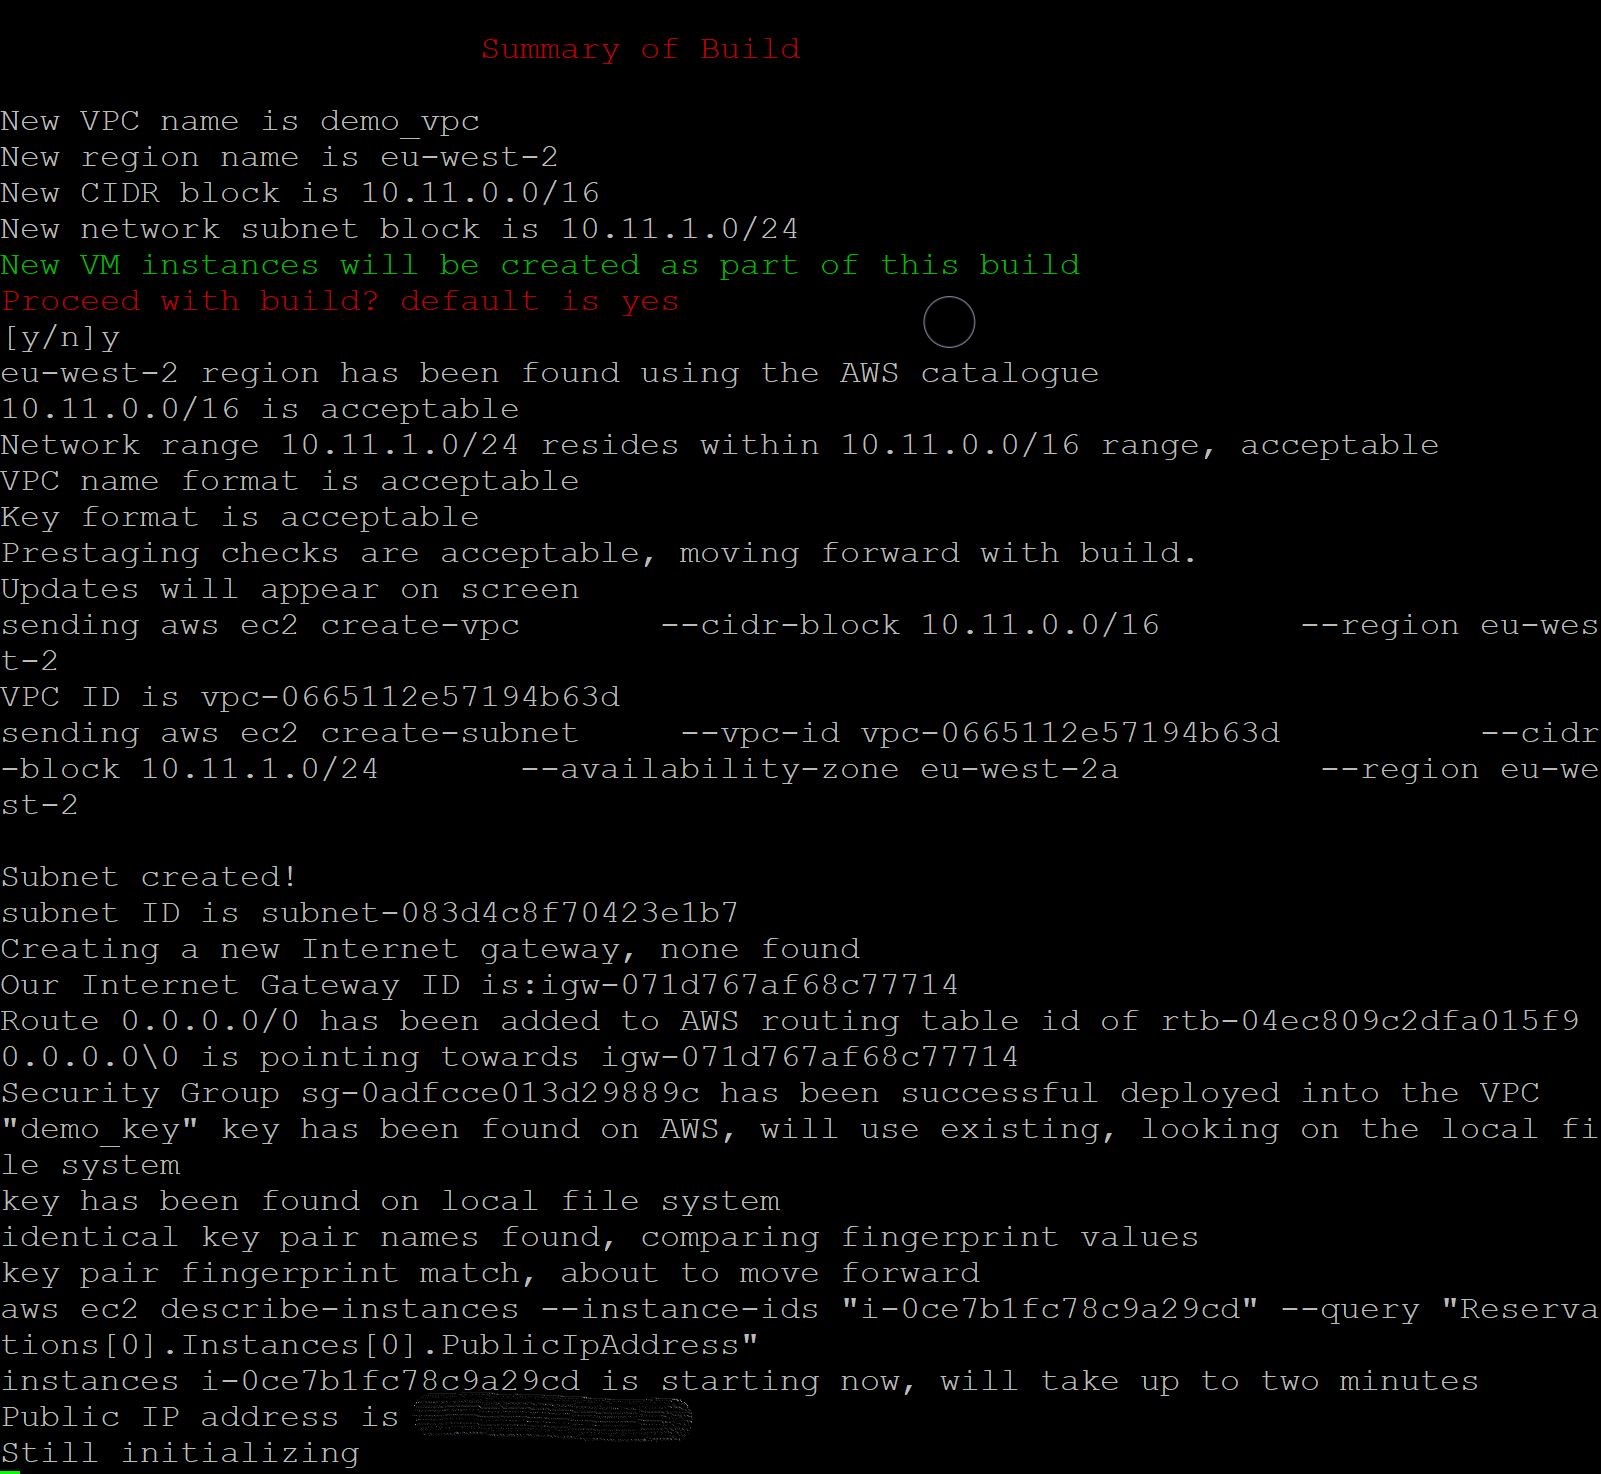 Summary of Build
New VPC name is demo_vpc
New region name is eu-west-2
New CIDR block is 10.11.0.0/16
New network subnet block is 10.11.1.0/24
New VM instances will be created as part of this build
Proceed with build? default is yes
[y/n]y
eu-west-2 region has been found using the AWS catalogue
10.11.0.0/16 is acceptable
Network range 10.11.1.0/24 resides within 10.11.0.0/16 range, acceptable
VPC name format is acceptable
Key format is acceptable
Prestaging checks are acceptable, moving forward with build.
Updates will appear on screen
sending aws ec2 create-vpc       --cidr-block 10.11.0.0/16       --region eu-wes
t-2
VPC ID is vpc-0665112e57194b63d
sending aws ec2 create-subnet     --vpc-id vpc-0665112e57194b63d          --cidr
-block 10.11.1.0/24       --availability-zone eu-west-2a          --region eu-we
st-2
Subnet created!
subnet ID is subnet-083d4c8f70423e1b7
Creating a new Internet gateway, none found
Our Internet Gateway ID is:igw-071d767af68c77714
Route 0.0.0.0/0 has been added to AWS routing table id of rtb-04ec809c2dfa015f9
0.0.0.0\0 is pointing towards igw-071d767af68c77714
Security Group sg-0adfcce013d29889c has been successful deployed into the VPC
"demo_key" key has been found on AWS, will use existing, looking on the local fi
le system
key has been found on local file system
identical key pair names found, comparing fingerprint values
key pair fingerprint match, about to move forward
aws ec2 describe-instances --instance-ids "i-0ce7b1fc78c9a29cd" --query "Reserva
tions[0].Instances[0].PublicIpAddress"
instances i-0ce7b1fc78c9a29cd is starting now, will take up to two minutes
Public IP address is
Still initializing